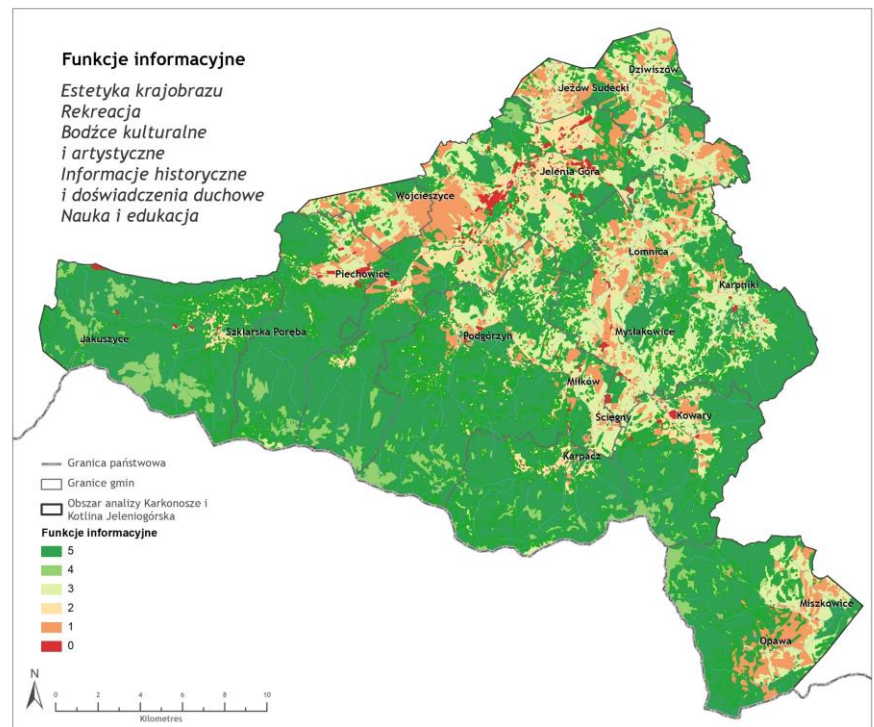 Funkcje informacyjne
Estetyka krajobrazu
Rekreacja
Bodźce kulturalne
i artystyczne
Informacje historyczne
i doświadczenia duchowe
Nauka i edukacja
Dziwiszów
Jeżów Sudecki
Jelenia Góra
Wojcieszyce
Łomnica
Piechowice
Karpniki
Szklarska Poręba
Jakuszyce
Podgórzyn
Mysłakowice
Miłków
Ściegny
Kowary
Karpacz
Miszkowice
Opawa
Granica państwowa
Granice gmin
Obszar analizy Karkonosze i
Kotlina Jeleniogórska
Funkcje informacyjne
5
4
3
2
1
0
N
0 2 4 6 8 10
Kilometres